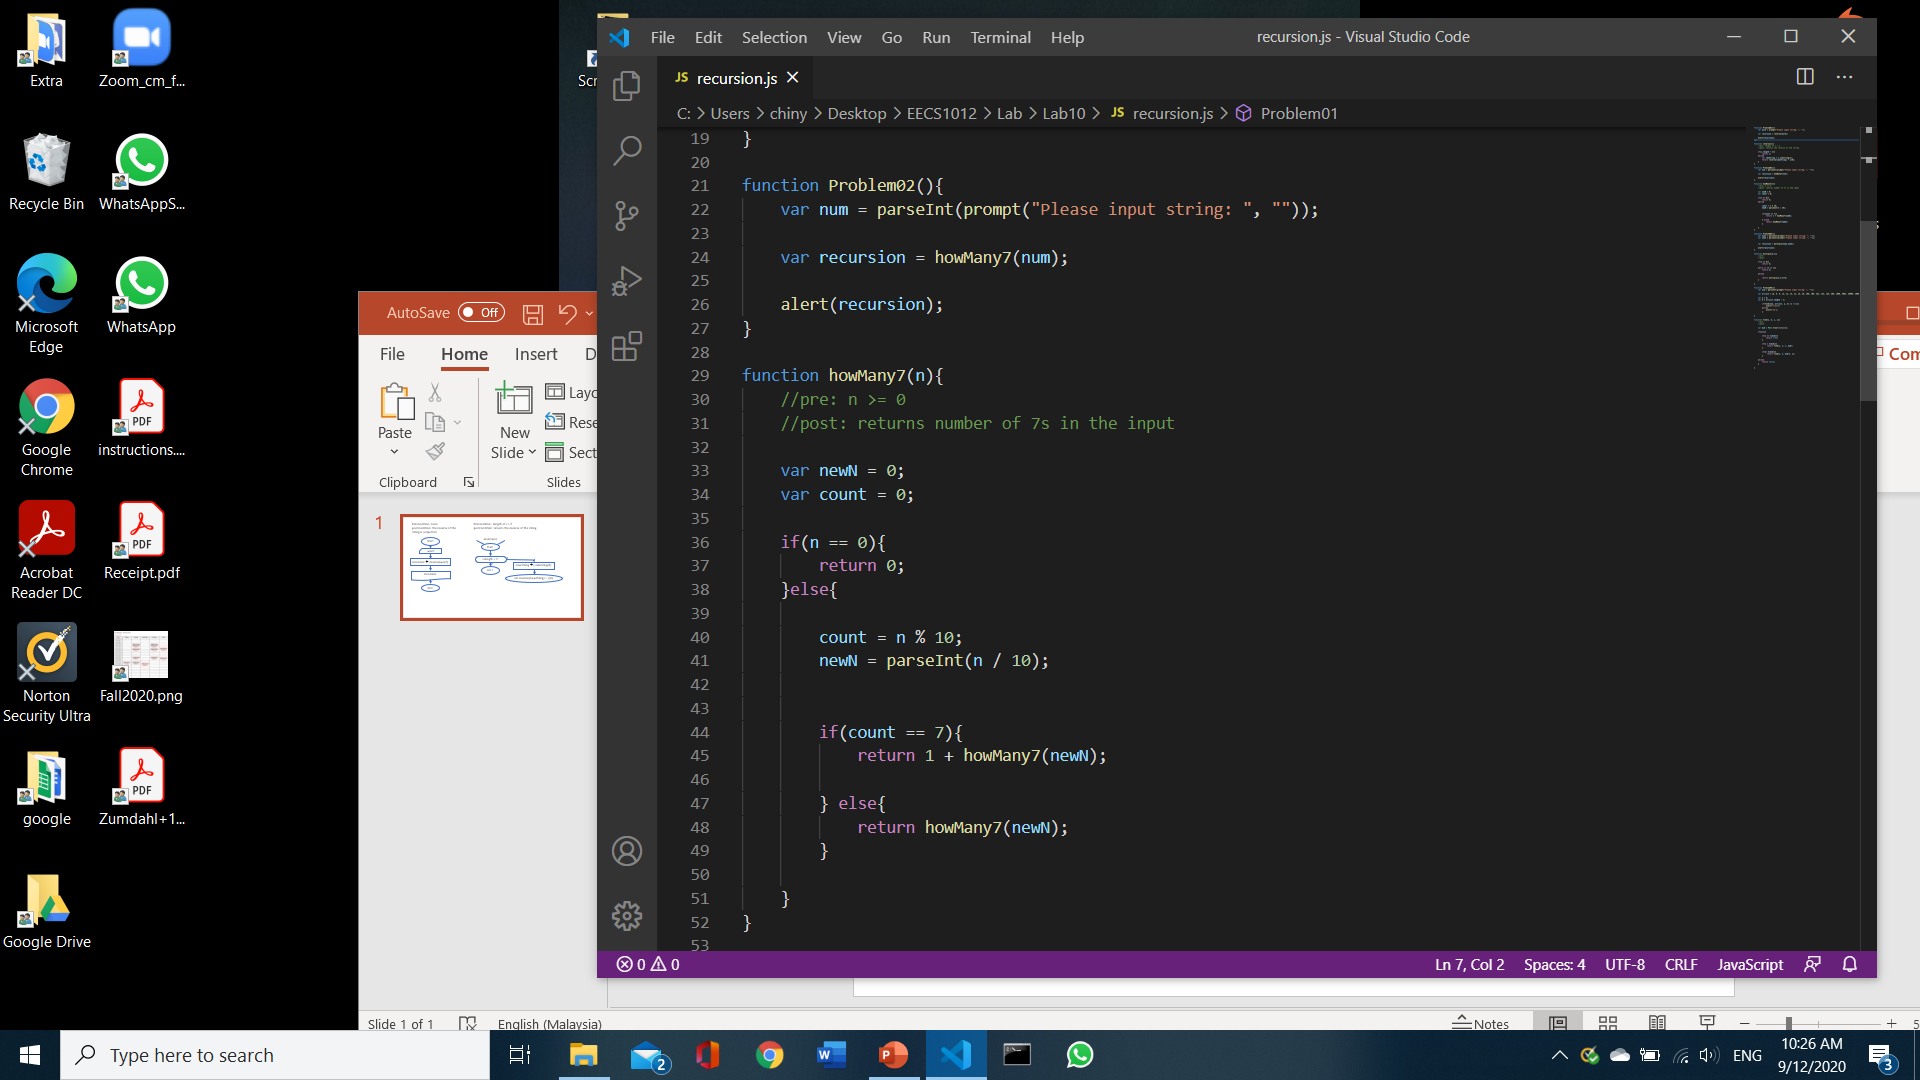 Extra
Zoom_cm_f...
Recycle Bin
WhatsAppS...
Microsoft
Edge
WhatsApp
Google
Chrome
instructions....
Acrobat
Reader DC
Receipt.pdf
Norton
Security Ultra
Fall2020.png
google
Zumdahl+1...
Google Drive
Scr
AutoSave Off
File Home Insert D
Paste
New
Slide
Layo
Rese
Sect
Clipboard
Slides
1
Com
File Edit Selection View Go Run Terminal Help
recursion.js - Visual Studio Code
JS recursion.js
C: > Users > chiny > Desktop > EECS1012 > Lab > Lab10 > JS recursion.js > Problem01
19 }
20
21 function Problem02(){
22 var num = parseInt(prompt("Please input string: ", ""));
23
24 var recursion = howMany7(num);
25
26 alert(recursion);
27 }
28
29 function howMany7(n){
30 //pre: n >= 0
31 //post: returns number of 7s in the input
32
33 var newN = 0;
34 var count = 0;
35
36 if(n == 0){
37 return 0;
38 }else{
39
40 count = n % 10;
41 newN = parseInt(n / 10);
42
43
44 if(count == 7){
45 return 1 + howMany7(newN);
46
47 } else{
48 return howMany7(newN);
49 }
50
51 }
52 }
53
0 0
Ln 7, Col 2 Spaces: 4 UTF-8 CRLF JavaScript
Slide 1 of 1 English (Malaysia)
Notes
5
Type here to search
2
ENG
10:26 AM
9/12/2020
3